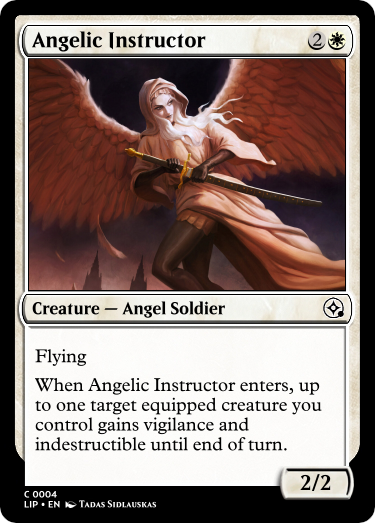 Angelic Instructor 2
Creature — Angel Soldier
Flying
When Angelic Instructor enters, up
to one target equipped creature you
control gains vigilance and
indestructible until end of turn.
2/2
C 0004
LIP • EN Tadas Sidlauskas